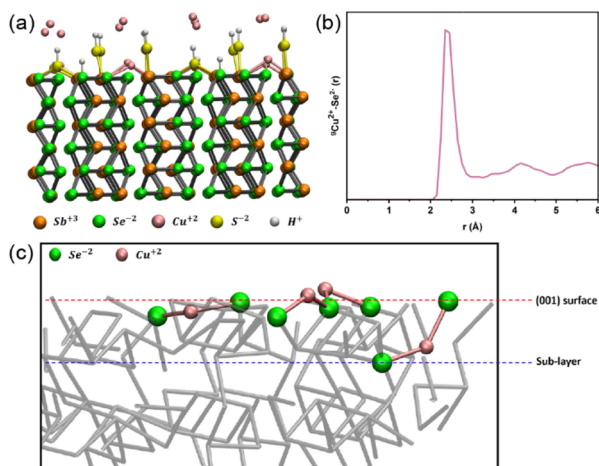 (a)
Sb+3 Se−2 Cu+2 S−2 H+
(b)
gCu2+-Se2- (r)
0 1 2 3 4 5 6
r (Å)
(c)
Se−2 Cu+2
(001) surface
Sub-layer